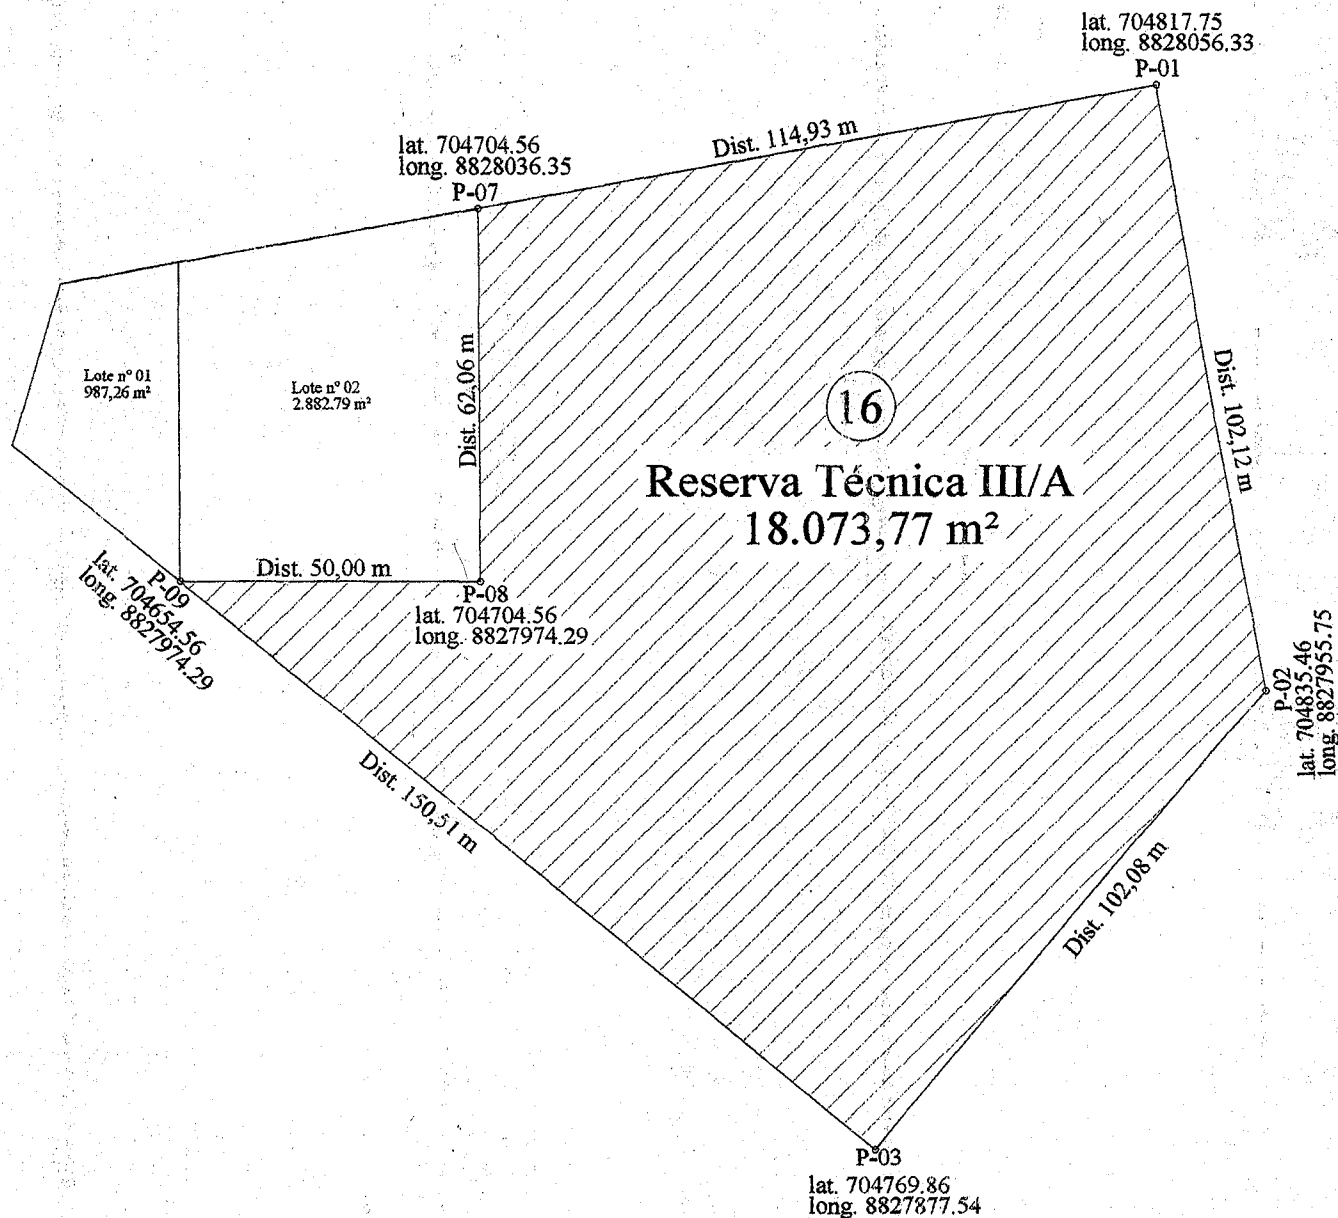 lat. 704817.75
long. 8828056.33
P-01
Dist. 114,93 m
lat. 704704.56
long. 8828036.35
P-07
Dist. 62,06 m
Dist. 102,12 m
Lote nº 01
987,26 m²
Lote nº 02
2.882.79 m²
16
Reserva Técnica III/A
18.073,77 m²
Dist. 50,00 m
P-09
lat. 704654.56
long. 8827974.29
P-08
lat. 704704.56
long. 8827974.29
P-02
lat. 704835.46
long. 8827955.75
Dist. 150,51 m
Dist. 102,08 m
P-03
lat. 704769.86
long. 8827877.54